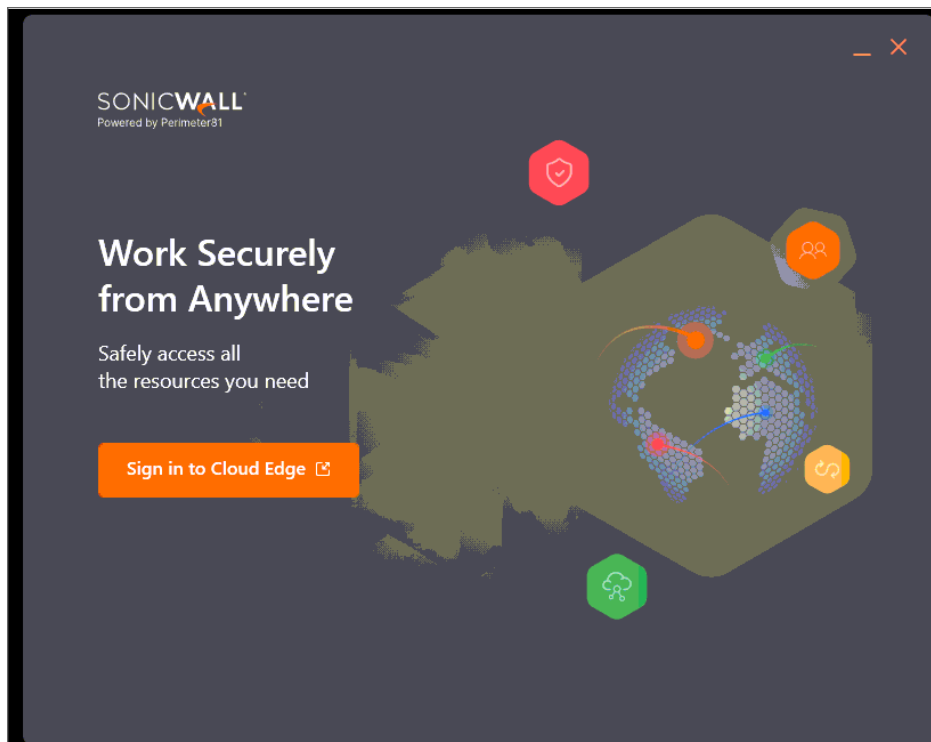 SONICWALL
Powered by Perimeter81
Work Securely
from Anywhere
Safely access all
the resources you need
Sign in to Cloud Edge